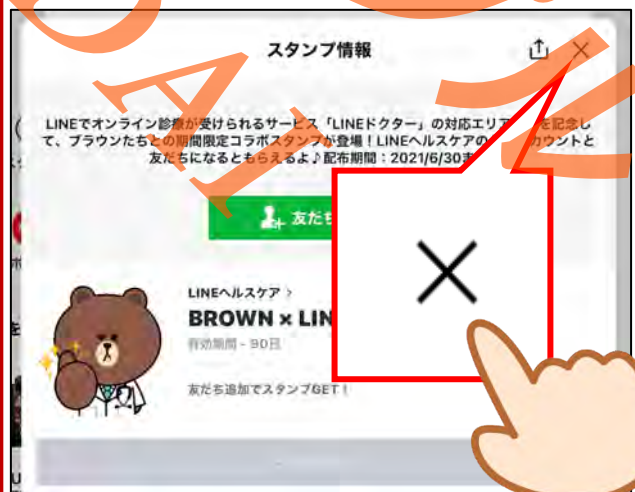 スタンプ情報
LINEでオンライン診療が受けられるサービス「LINEドクター」の対応エリア を記念し
て、ブラウンたちとの期間限定コラボスタンプが登場！LINEヘルスケアの カウントと
友だちになるともらえるよ♪配布期間：2021/6/30ま
友だち
LINEヘルスケア >
BROWN × LIN
有効期間 - 90日
友だち追加でスタンプGET！